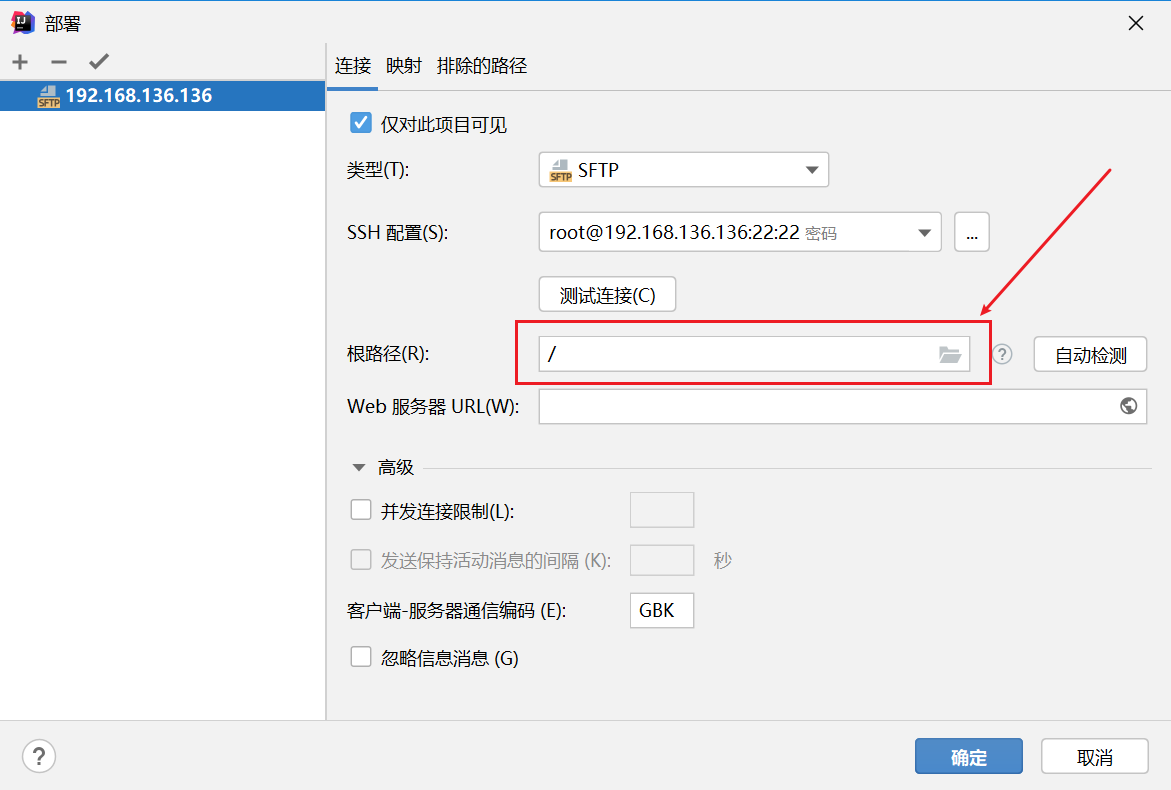 部署
192.168.136.136
连接 映射 排除的路径
仅对此项目可见
类型(T): SFTP SFTP
SSH 配置(S): root@192.168.136.136:22:22 密码 ...
测试连接(C)
根路径(R): / ? 自动检测
Web 服务器 URL(W):
高级
并发连接限制(L):
发送保持活动消息的间隔 (K): 秒
客户端-服务器通信编码 (E): GBK
忽略信息消息 (G)
? 确定 取消